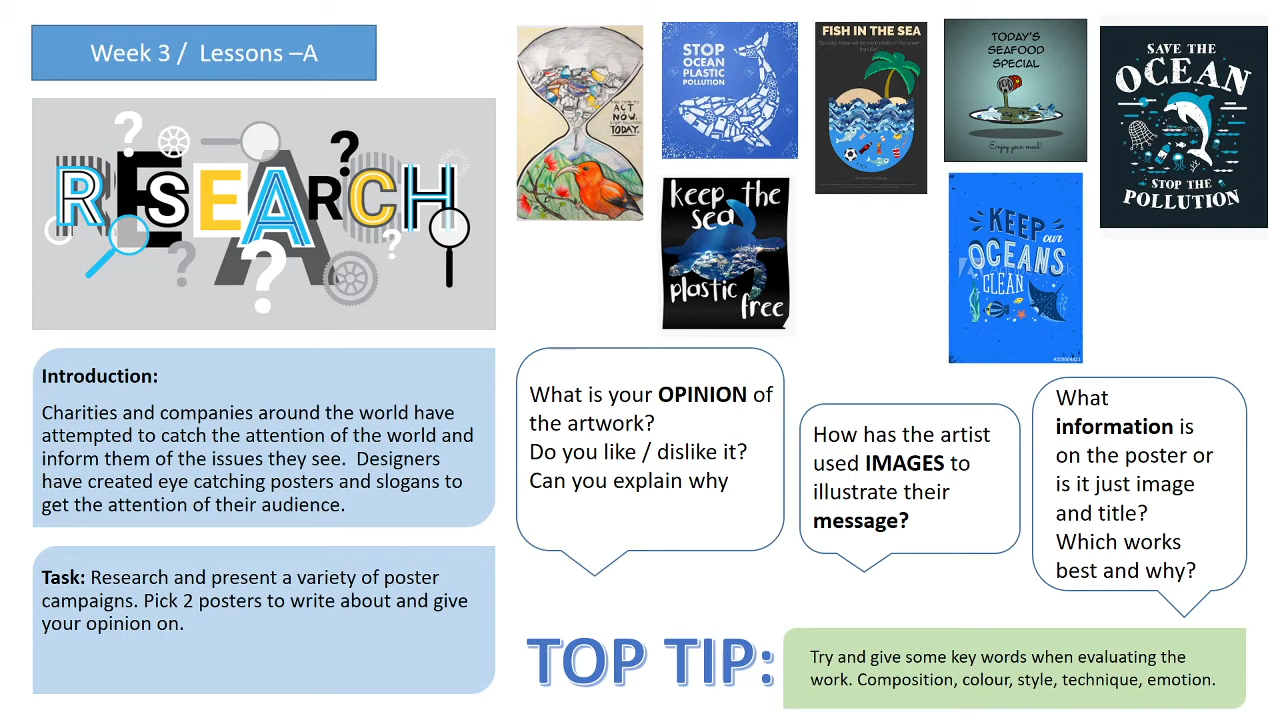 Week 3 / Lessons –A
RESEARCH
ACT
NOW.
TODAY.
STOP
OCEAN
PLASTIC
POLLUTION
FISH IN THE SEA
TODAY'S
SEAFOOD
SPECIAL
Enjoy your meal!
SAVE THE
OCEAN
STOP THE
POLLUTION
keep the
sea
plastic
free
KEEP our
OCEANS
CLEAN
Introduction:
Charities and companies around the world have
attempted to catch the attention of the world and
inform them of the issues they see. Designers
have created eye catching posters and slogans to
get the attention of their audience.
Task: Research and present a variety of poster
campaigns. Pick 2 posters to write about and give
your opinion on.
What is your OPINION of
the artwork?
Do you like / dislike it?
Can you explain why
How has the artist
used IMAGES to
illustrate their
message?
What
information is
on the poster or
is it just image
and title?
Which works
best and why?
TOP TIP:
Try and give some key words when evaluating the
work. Composition, colour, style, technique, emotion.